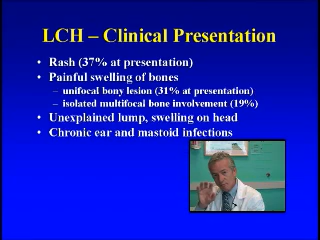 LCH – Clinical Presentation
• Rash (37% at presentation)
• Painful swelling of bones
– unifocal bony lesion (31% at presentation)
– isolated multifocal bone involvement (19%)
• Unexplained lump, swelling on head
• Chronic ear and mastoid infections